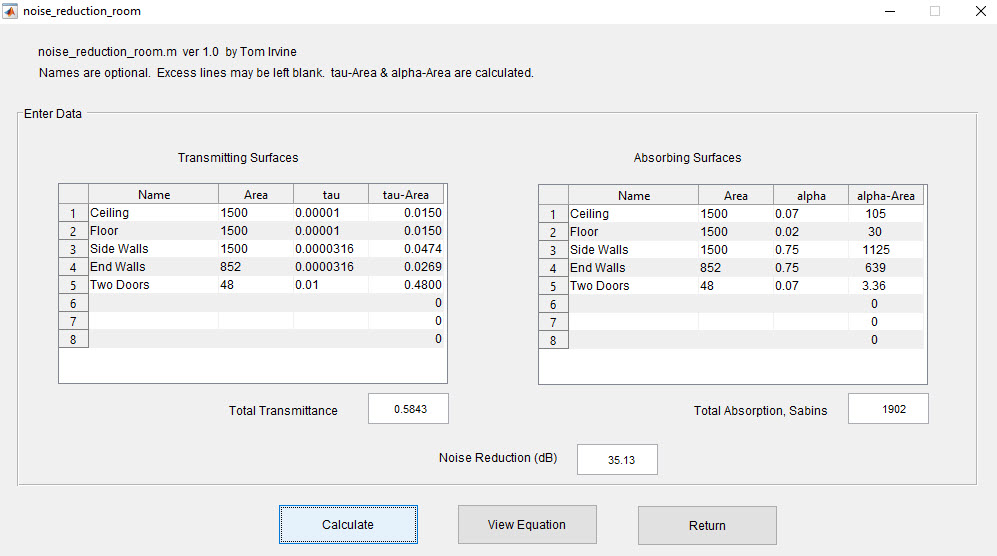 noise_reduction_room
noise_reduction_room.m ver 1.0 by Tom Irvine
Names are optional. Excess lines may be left blank. tau-Area & alpha-Area are calculated.
Enter Data
Transmitting Surfaces
Name Area tau tau-Area
1 Ceiling 1500 0.00001 0.0150
2 Floor 1500 0.00001 0.0150
3 Side Walls 1500 0.0000316 0.0474
4 End Walls 852 0.0000316 0.0269
5 Two Doors 48 0.01 0.4800
6 0
7 0
8 0
Total Transmittance 0.5843
Absorbing Surfaces
Name Area alpha alpha-Area
1 Ceiling 1500 0.07 105
2 Floor 1500 0.02 30
3 Side Walls 1500 0.75 1125
4 End Walls 852 0.75 639
5 Two Doors 48 0.07 3.36
6 0
7 0
8 0
Total Absorption, Sabins 1902
Noise Reduction (dB) 35.13
Calculate View Equation Return